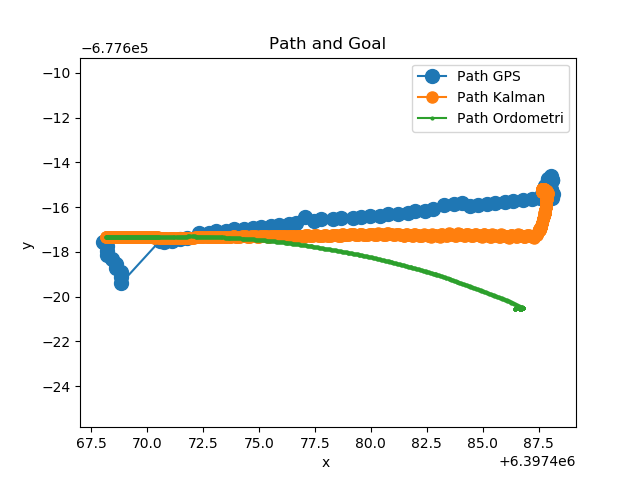 Path and Goal
−6.776e5
Path GPS
Path Kalman
Path Ordometri
−10
−12
−14
−16
−18
−20
−22
−24
y
67.5 70.0 72.5 75.0 77.5 80.0 82.5 85.0 87.5
x
+6.3974e6